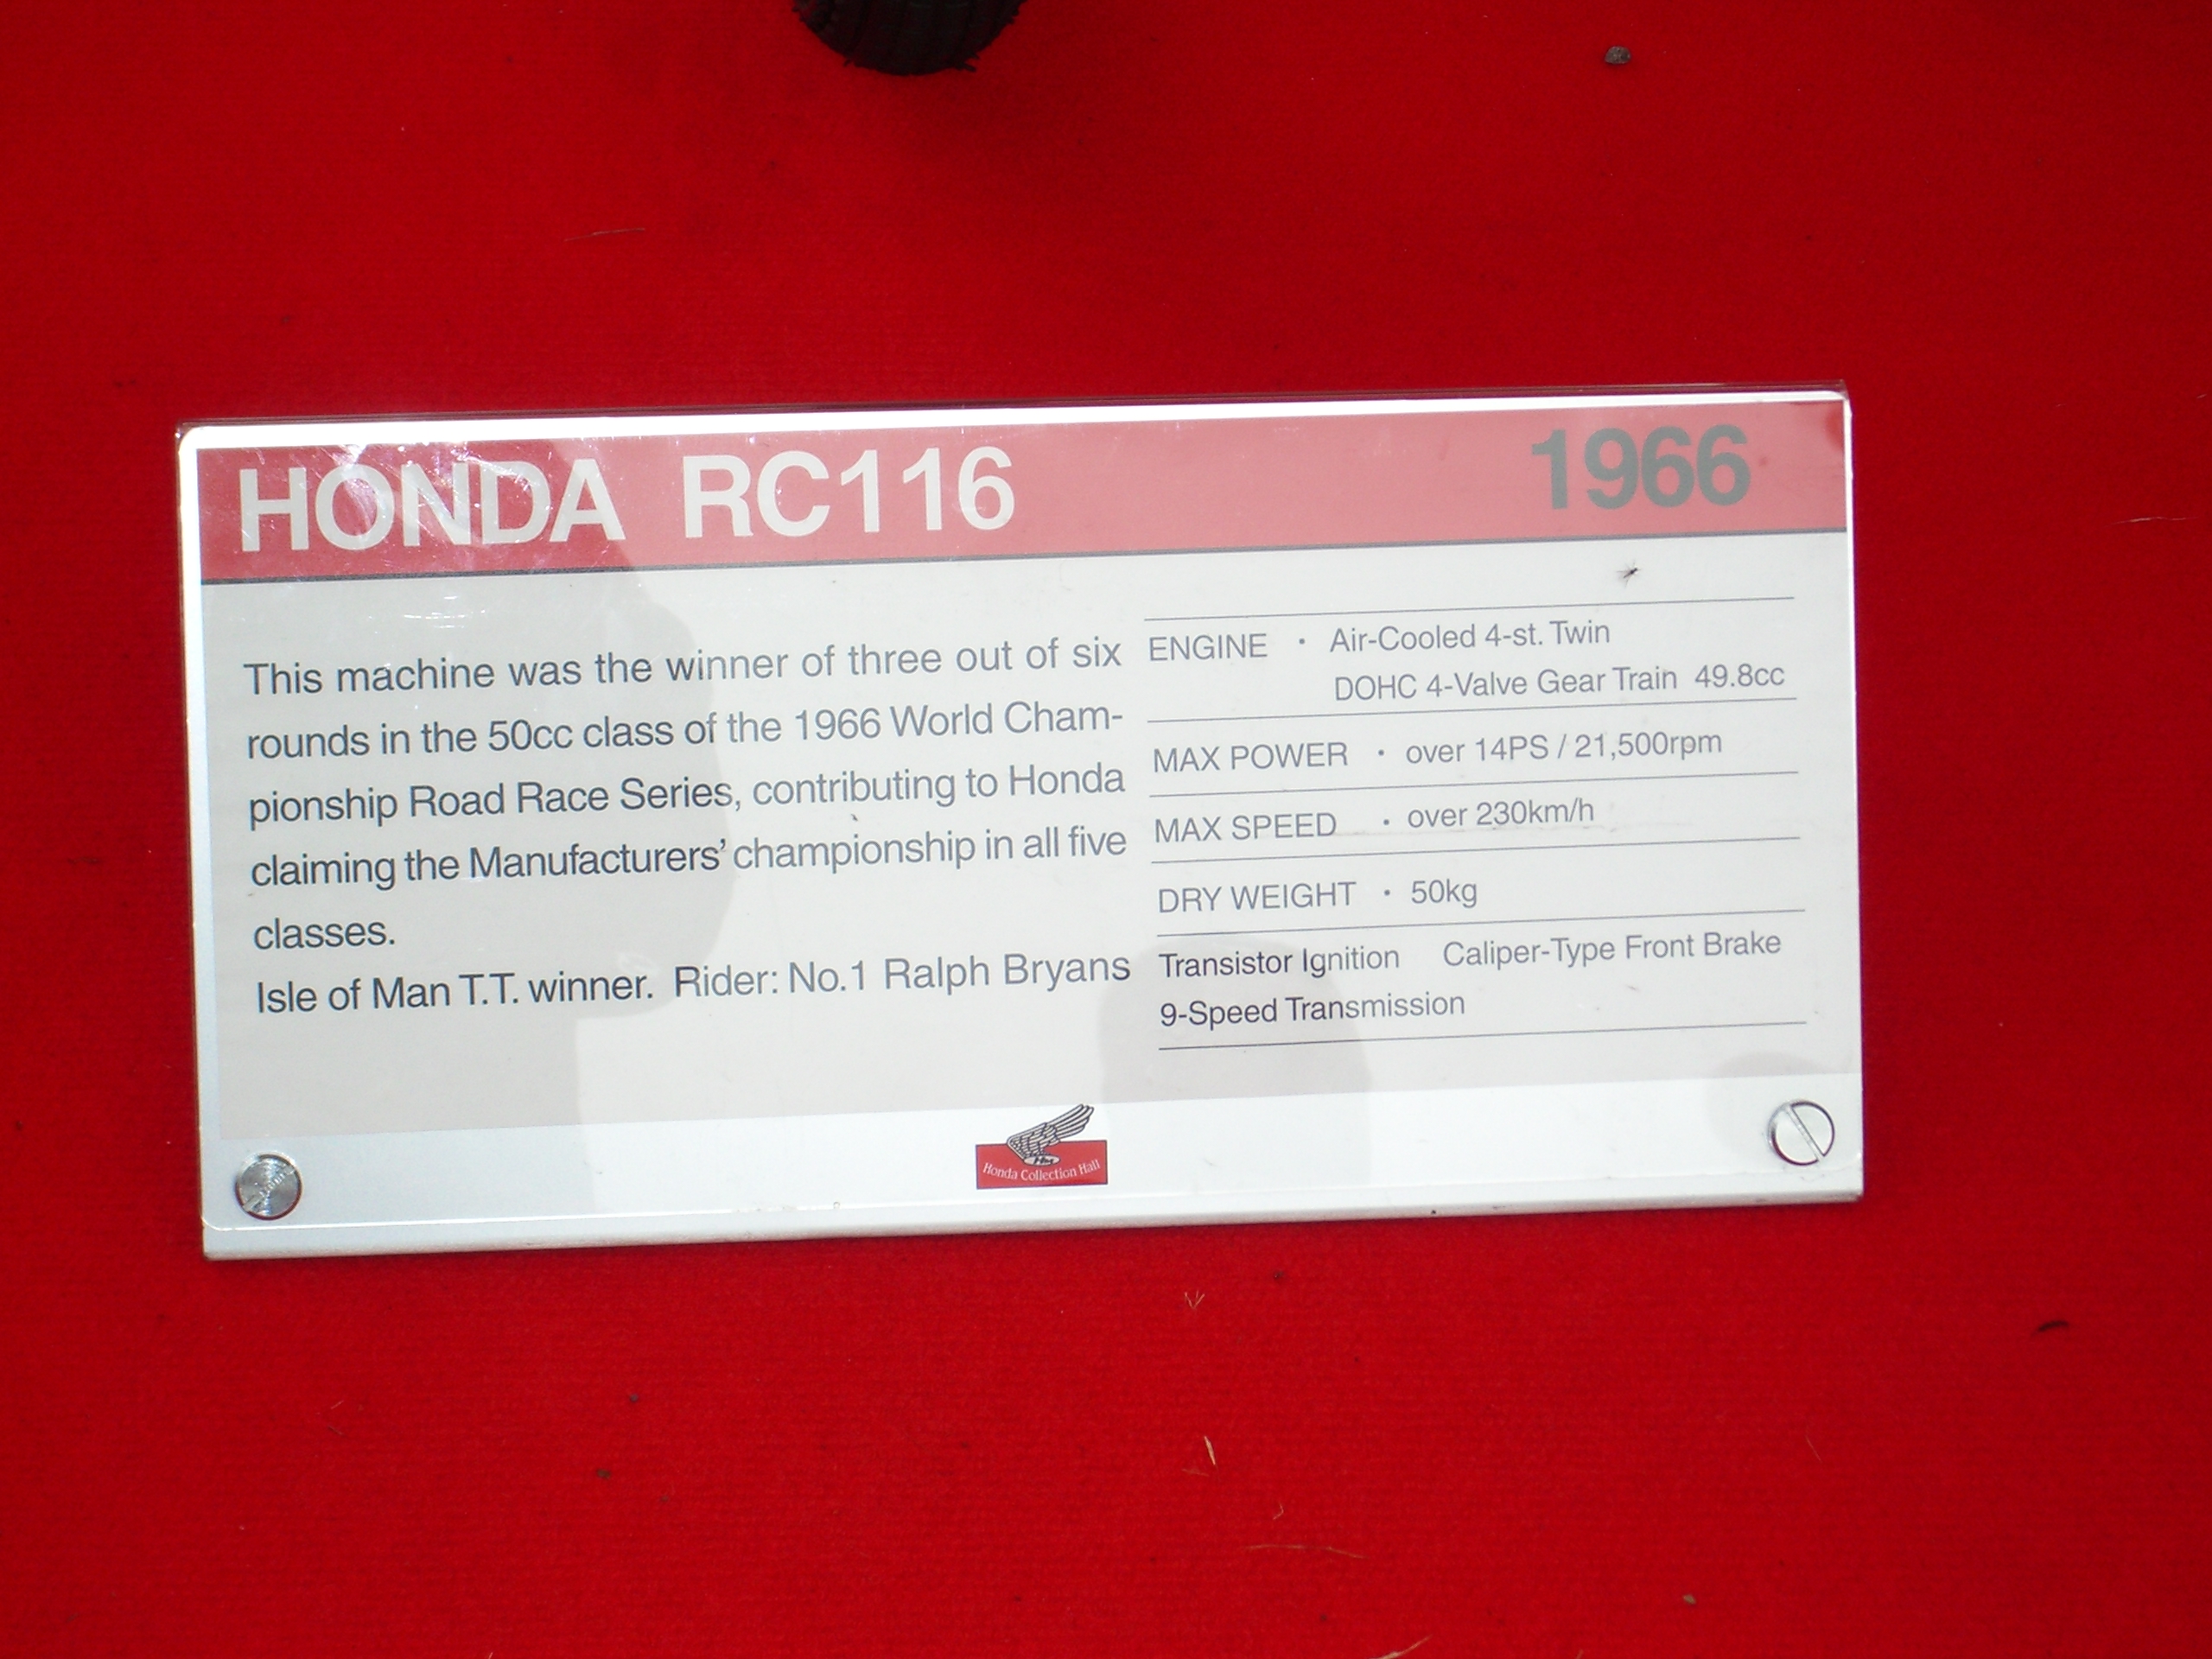 HONDA RC116 1966
This machine was the winner of three out of six
rounds in the 50cc class of the 1966 World Cham-
pionship Road Race Series, contributing to Honda
claiming the Manufacturers' championship in all five
classes.
Isle of Man T.T. winner. Rider: No.1 Ralph Bryans
ENGINE · Air-Cooled 4-st. Twin
DOHC 4-Valve Gear Train 49.8cc
MAX POWER · over 14PS / 21,500rpm
MAX SPEED · over 230km/h
DRY WEIGHT · 50kg
Transistor Ignition Caliper-Type Front Brake
9-Speed Transmission
HM
Honda Collection Hall